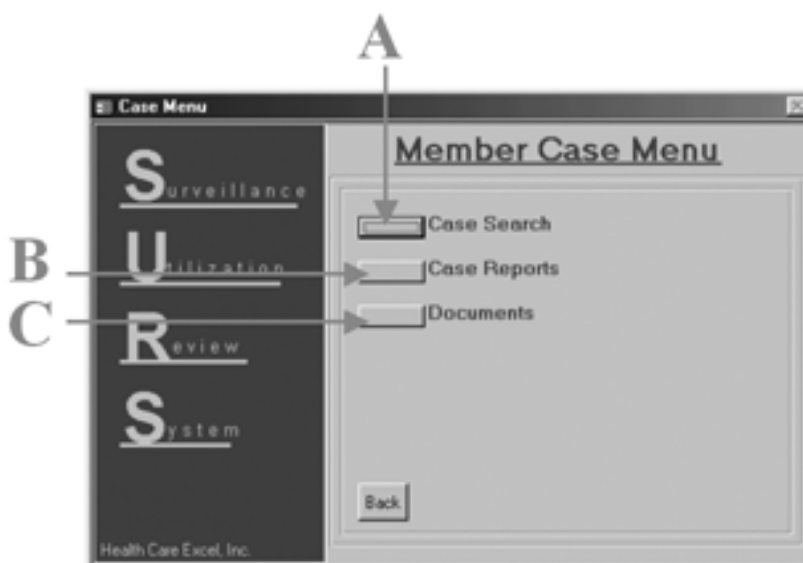 A
Case Menu
Member Case Menu
Surveillance
Utilization
Review
System
Case Search
B
Case Reports
C
Documents
Back
Health Care Excel, Inc.